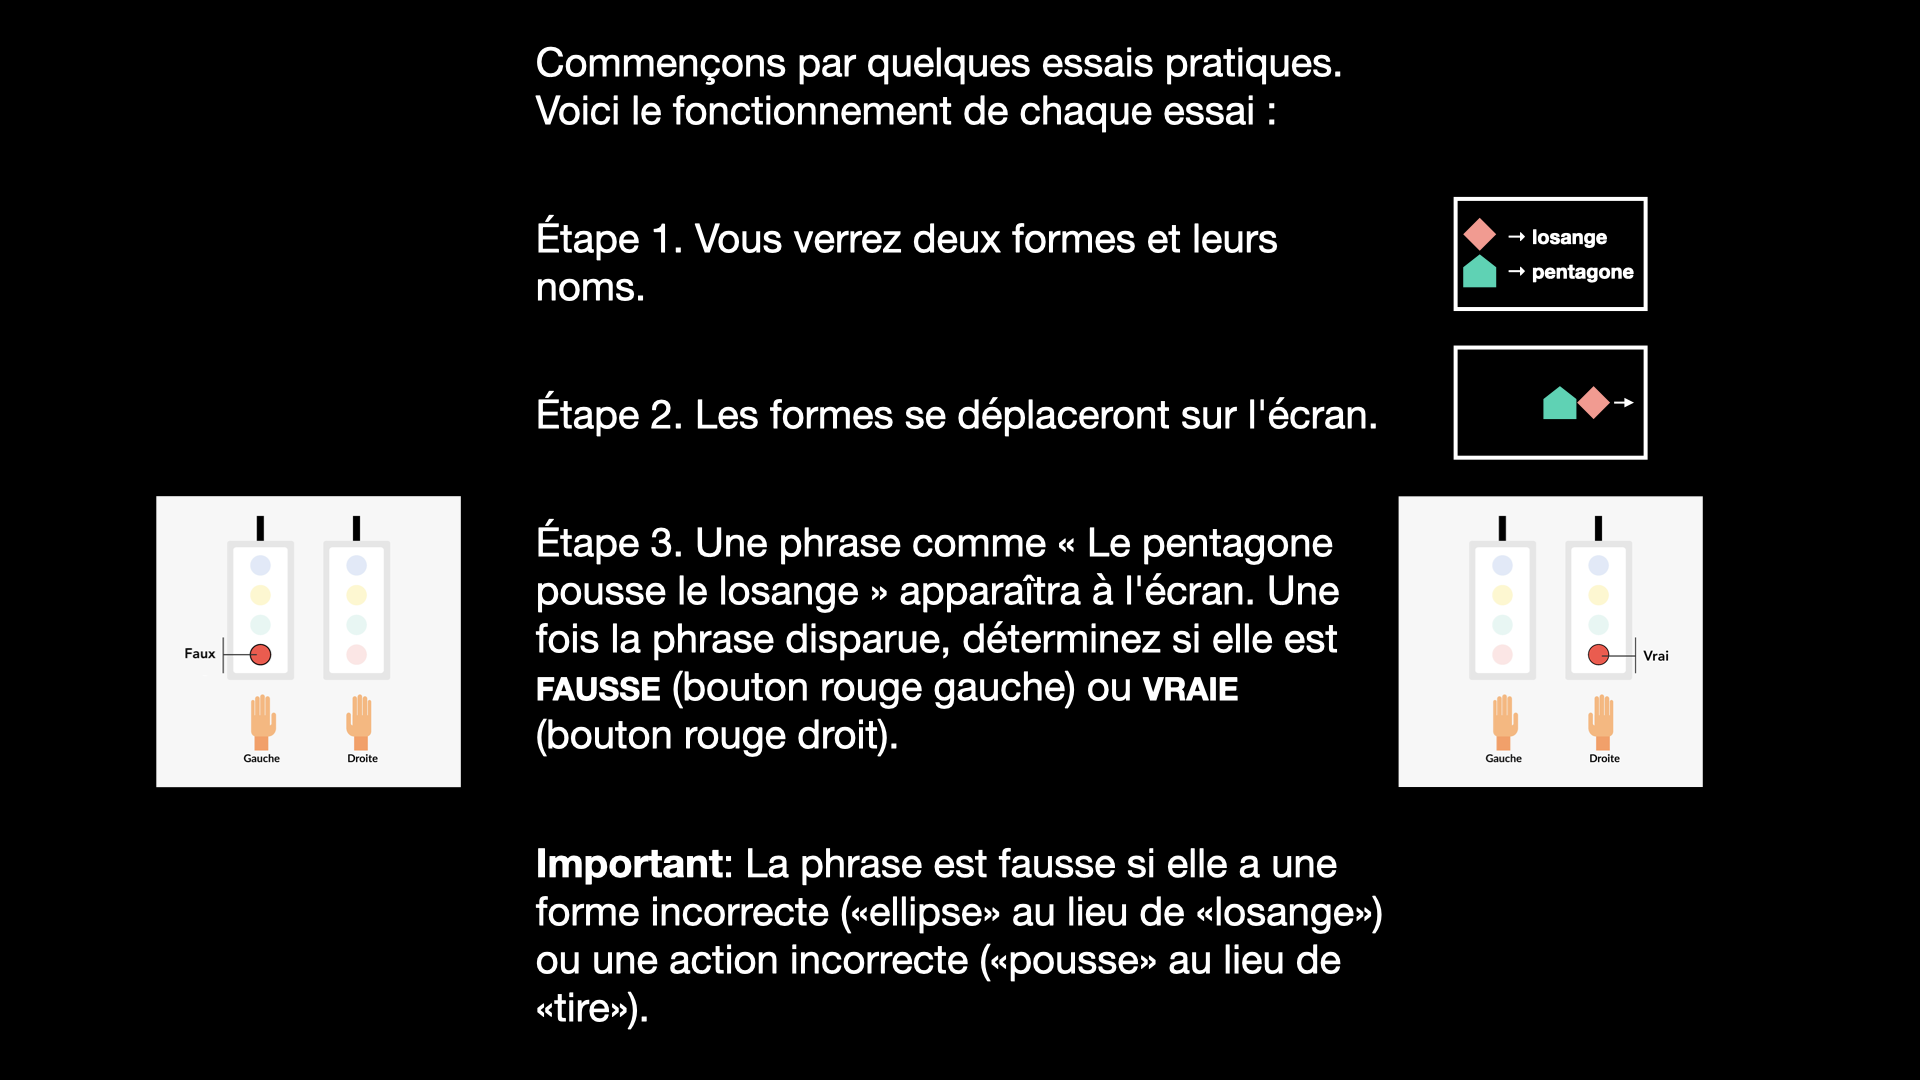 Commençons par quelques essais pratiques.
Voici le fonctionnement de chaque essai :
Étape 1. Vous verrez deux formes et leurs
noms.
→ losange
→ pentagone
Étape 2. Les formes se déplaceront sur l'écran.
Étape 3. Une phrase comme « Le pentagone
pousse le losange » apparaîtra à l'écran. Une
fois la phrase disparue, déterminez si elle est
FAUSSE (bouton rouge gauche) ou VRAIE
(bouton rouge droit).
Faux
Gauche
Droite
Vrai
Gauche
Droite
Important: La phrase est fausse si elle a une
forme incorrecte («ellipse» au lieu de «losange»)
ou une action incorrecte («pousse» au lieu de
«tire»).